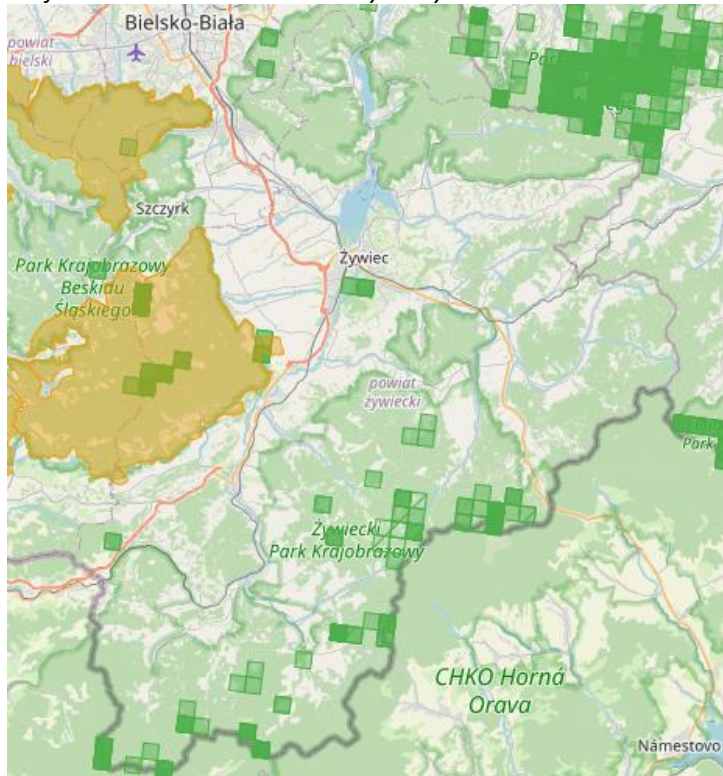 Bielsko-Biała
powiat
bielski
Szczyrk
Park Krajobrazowy
Beskidu
Śląskiego
Żywiec
powiat
żywiecki
Park
Żywiecki
Park Krajobrazowy
CHKO Horná
Orava
Námestovo